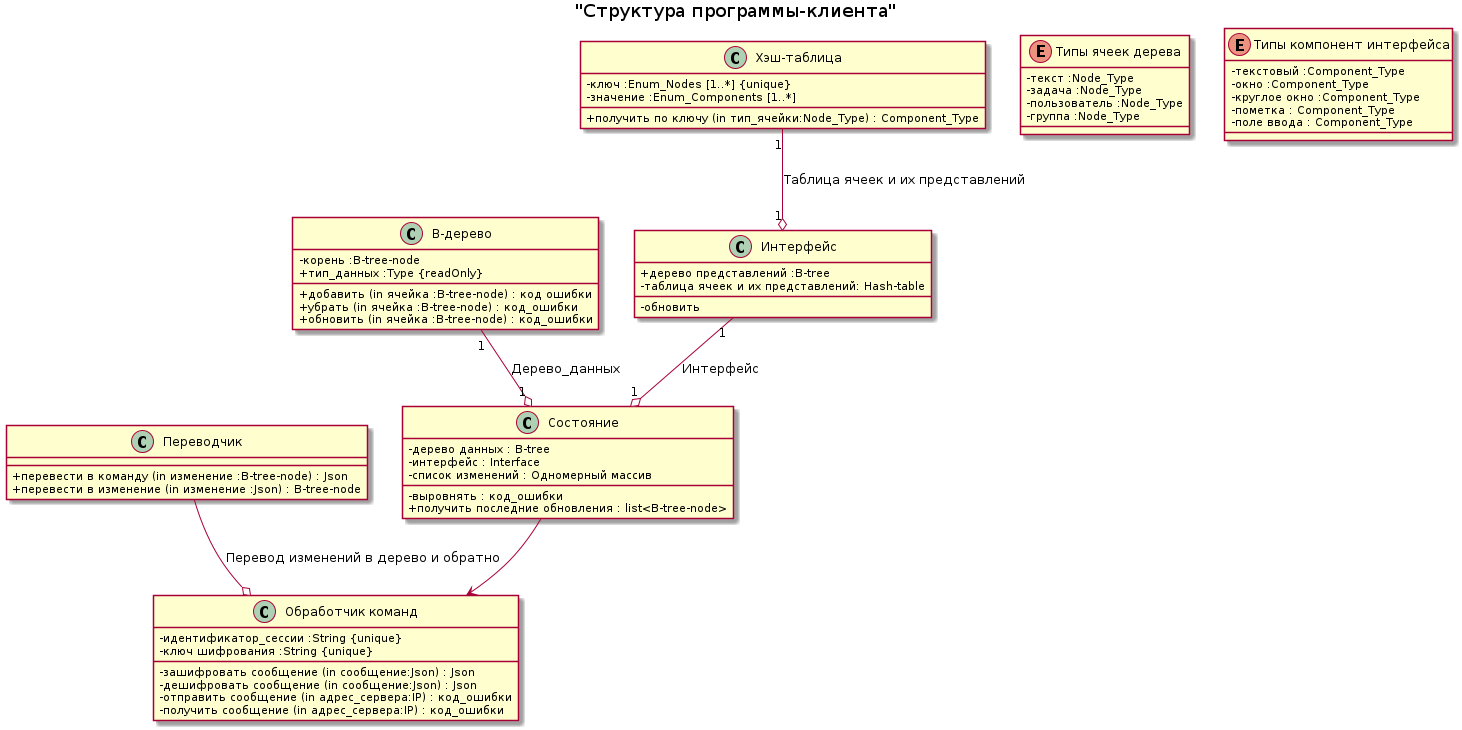 "Структура программы-клиента"
C Хэш-таблица
-ключ :Enum_Nodes [1..*] {unique}
-значение :Enum_Components [1..*]
+получить по ключу (in тип_ячейки:Node_Type) : Component_Type
E Типы ячеек дерева
-текст :Node_Type
-задача :Node_Type
-пользователь :Node_Type
-группа :Node_Type
E Типы компонент интерфейса
-текстовый :Component_Type
-окно :Component_Type
-круглое окно :Component_Type
-пометка : Component_Type
-поле ввода : Component_Type
1
Таблица ячеек и их представлений
1
C В-дерево
-корень :B-tree-node
+тип_данных :Type {readOnly}
+добавить (in ячейка :B-tree-node) : код ошибки
+убрать (in ячейка :B-tree-node) : код_ошибки
+обновить (in ячейка :B-tree-node) : код_ошибки
C Интерфейс
+дерево представлений :B-tree
-таблица ячеек и их представлений: Hash-table
-обновить
1
Дерево_данных
1
1
Интерфейс
1
C Переводчик
+перевести в команду (in изменение :B-tree-node) : Json
+перевести в изменение (in изменение :Json) : B-tree-node
C Состояние
-дерево данных : B-tree
-интерфейс : Interface
-список изменений : Одномерный массив
-выровнять : код_ошибки
+получить последние обновления : list<B-tree-node>
Перевод изменений в дерево и обратно
C Обработчик команд
-идентификатор_сессии :String {unique}
-ключ шифрования :String {unique}
-зашифровать сообщение (in сообщение:Json) : Json
-дешифровать сообщение (in сообщение:Json) : Json
-отправить сообщение (in адрес_сервера:IP) : код_ошибки
-получить сообщение (in адрес_сервера:IP) : код_ошибки